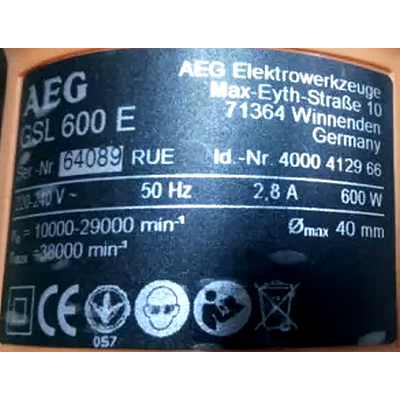 AEG
AEG Elektrowerkzeuge
Max-Eyth-Straße 10
71364 Winnenden
Germany
GSL 600 E
Ser.-Nr. 64089 RUE
Id.-Nr. 4000 4129 66
220-240 V ~ 50 Hz 2,8 A 600 W
= 10000-29000 min⁻¹
Ømax 40 mm
38000 min⁻¹
CE
057